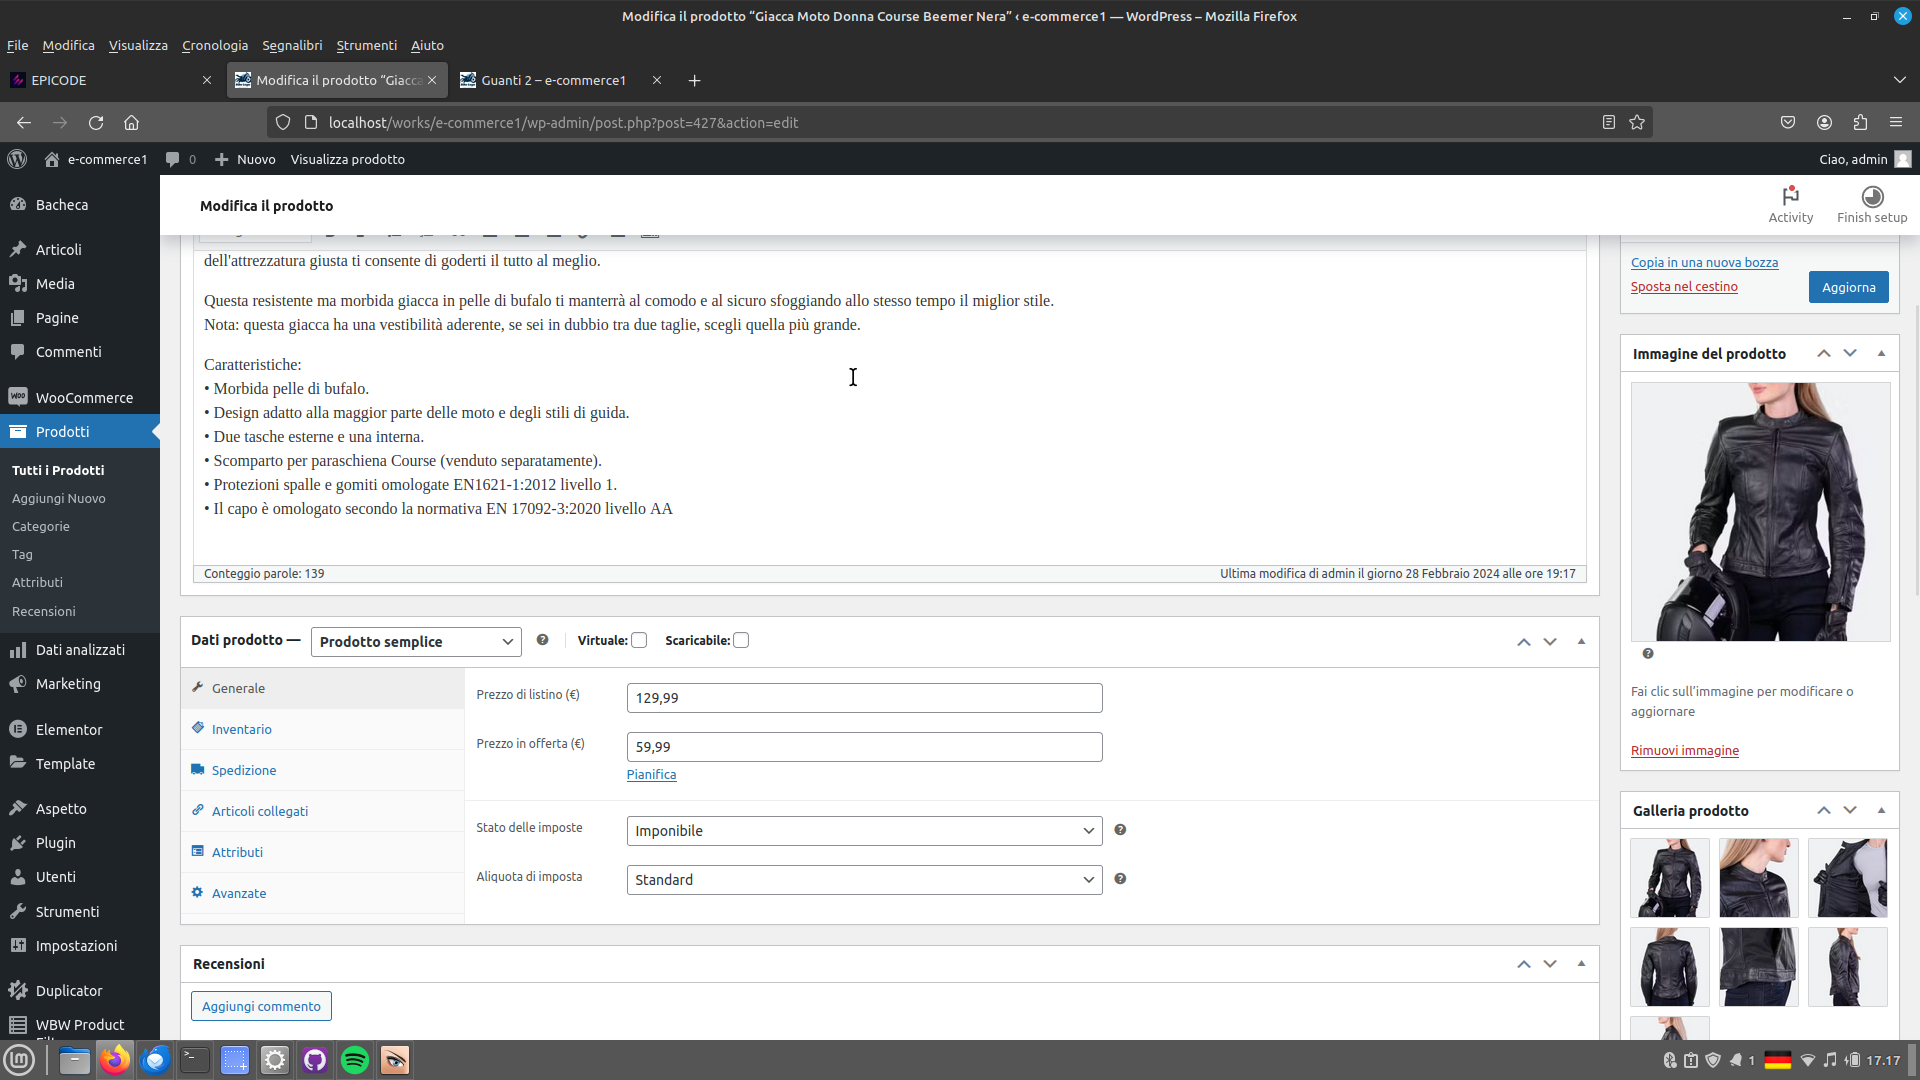 Modifica il prodotto “Giacca Moto Donna Course Beemer Nera” ‹ e-commerce1 — WordPress – Mozilla Firefox
File Modifica Visualizza Cronologia Segnalibri Strumenti Aiuto
EPICODE
Modifica il prodotto “Giacca
Guanti 2 – e-commerce1
localhost/works/e-commerce1/wp-admin/post.php?post=427&action=edit
e-commerce1 0 Nuovo Visualizza prodotto
Ciao, admin
Bacheca
Articoli
Media
Pagine
Commenti
WooCommerce
Prodotti
Tutti i Prodotti
Aggiungi Nuovo
Categorie
Tag
Attributi
Recensioni
Dati analizzati
Marketing
Elementor
Template
Aspetto
Plugin
Utenti
Strumenti
Impostazioni
Duplicator
WBW Product
Modifica il prodotto
Activity
Finish setup
dell'attrezzatura giusta ti consente di goderti il tutto al meglio.
Questa resistente ma morbida giacca in pelle di bufalo ti manterrà al comodo e al sicuro sfoggiando allo stesso tempo il miglior stile.
Nota: questa giacca ha una vestibilità aderente, se sei in dubbio tra due taglie, scegli quella più grande.
Caratteristiche:
• Morbida pelle di bufalo.
• Design adatto alla maggior parte delle moto e degli stili di guida.
• Due tasche esterne e una interna.
• Scomparto per paraschiena Course (venduto separatamente).
• Protezioni spalle e gomiti omologate EN1621-1:2012 livello 1.
• Il capo è omologato secondo la normativa EN 17092-3:2020 livello AA
Conteggio parole: 139
Ultima modifica di admin il giorno 28 Febbraio 2024 alle ore 19:17
Dati prodotto — Prodotto semplice Virtuale: Scaricabile:
Generale
Inventario
Spedizione
Articoli collegati
Attributi
Avanzate
Prezzo di listino (€) 129,99
Prezzo in offerta (€) 59,99
Pianifica
Stato delle imposte Imponibile
Aliquota di imposta Standard
Recensioni
Aggiungi commento
Copia in una nuova bozza
Sposta nel cestino
Aggiorna
Immagine del prodotto
Fai clic sull’immagine per modificare o
aggiornare
Rimuovi immagine
Galleria prodotto
1 17.17